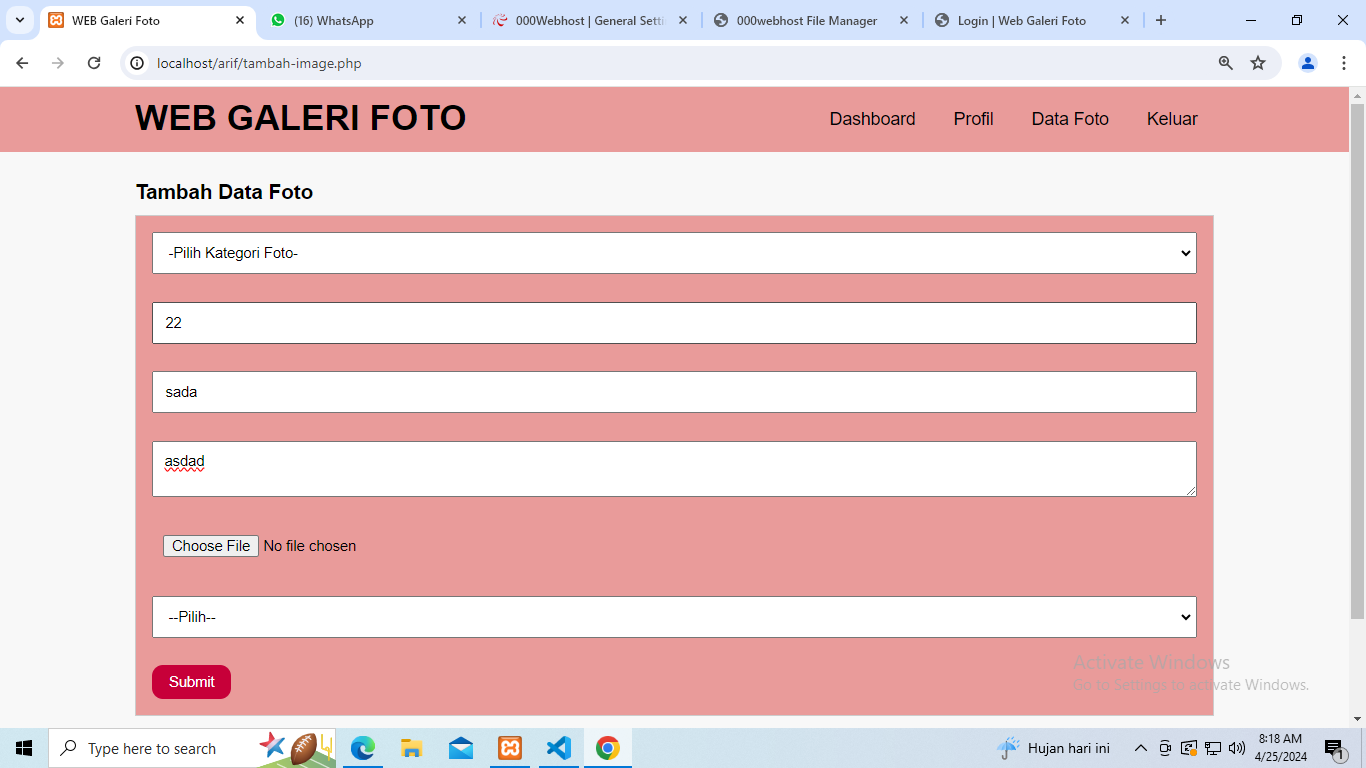 WEB Galeri Foto
(16) WhatsApp
000Webhost | General Setti
000webhost File Manager
Login | Web Galeri Foto
localhost/arif/tambah-image.php
WEB GALERI FOTO
Dashboard
Profil
Data Foto
Keluar
Tambah Data Foto
-Pilih Kategori Foto-
22
sada
asdad
Choose File No file chosen
--Pilih--
Submit
Activate Windows
Go to Settings to activate Windows.
Type here to search
Hujan hari ini
8:18 AM
4/25/2024
1